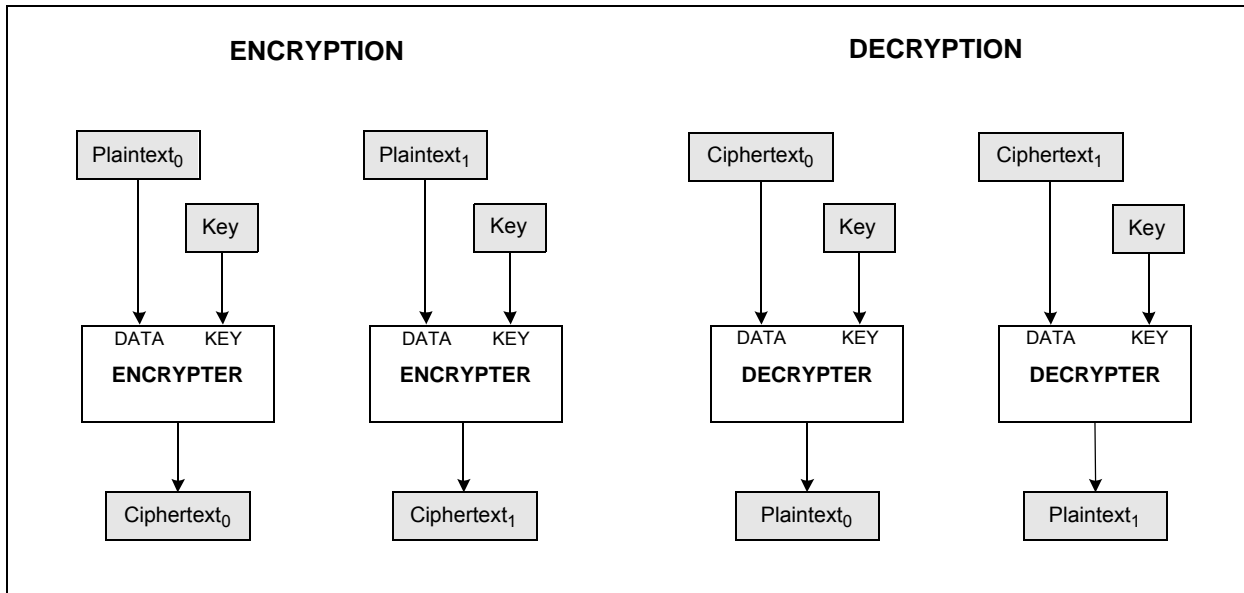 ENCRYPTION
DECRYPTION
Plaintext₀
Plaintext₁
Ciphertext₀
Ciphertext₁
Key
Key
Key
Key
DATA KEY
DATA KEY
DATA KEY
DATA KEY
ENCRYPTER
ENCRYPTER
DECRYPTER
DECRYPTER
Ciphertext₀
Ciphertext₁
Plaintext₀
Plaintext₁